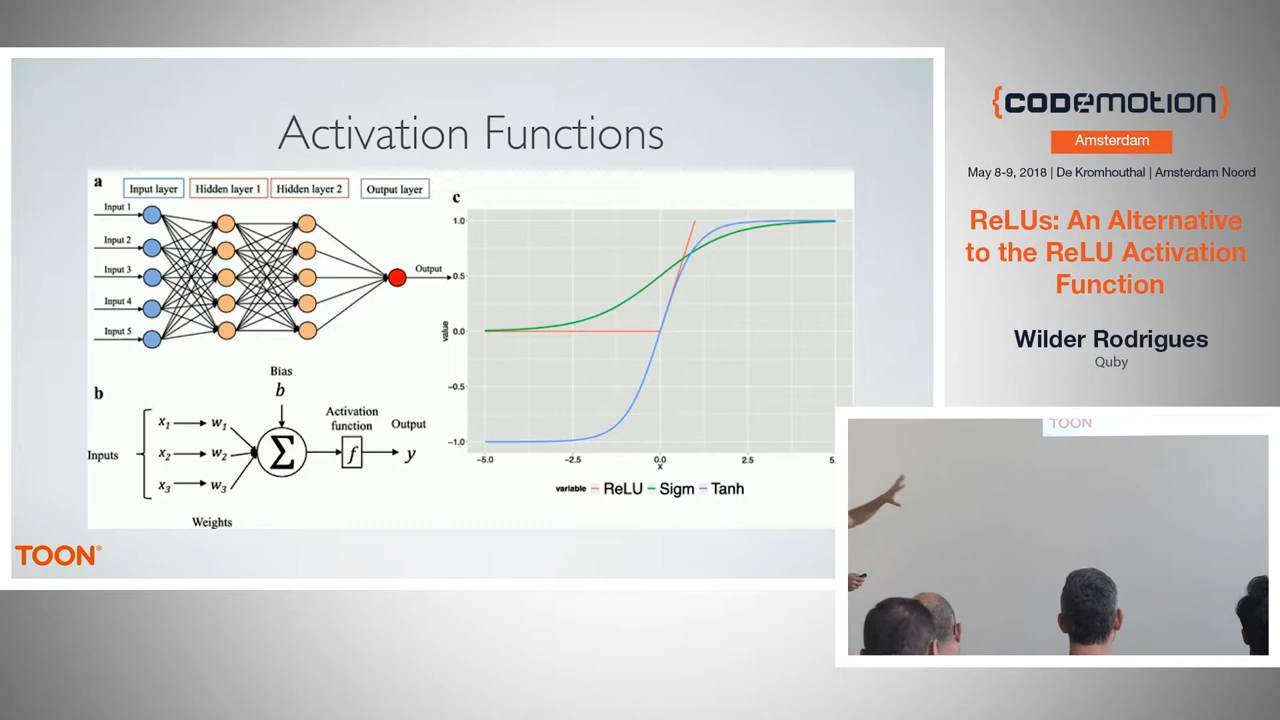 Activation Functions
a
Input layer
Hidden layer 1
Hidden layer 2
Output layer
Input 1
Input 2
Input 3
Input 4
Input 5
Output
b
Bias
b
Inputs
x1
w1
x2
w2
x3
w3
Σ
Activation
function
f
Output
y
Weights
c
1.0
0.5
0.0
−0.5
−1.0
value
−5.0
−2.5
0.0
2.5
5.
x
variable ReLU Sigm Tanh
TOON®
{CODEMOTION}
Amsterdam
May 8-9, 2018 | De Kromhouthal | Amsterdam Noord
ReLUs: An Alternative
to the ReLU Activation
Function
Wilder Rodrigues
Quby
TOON